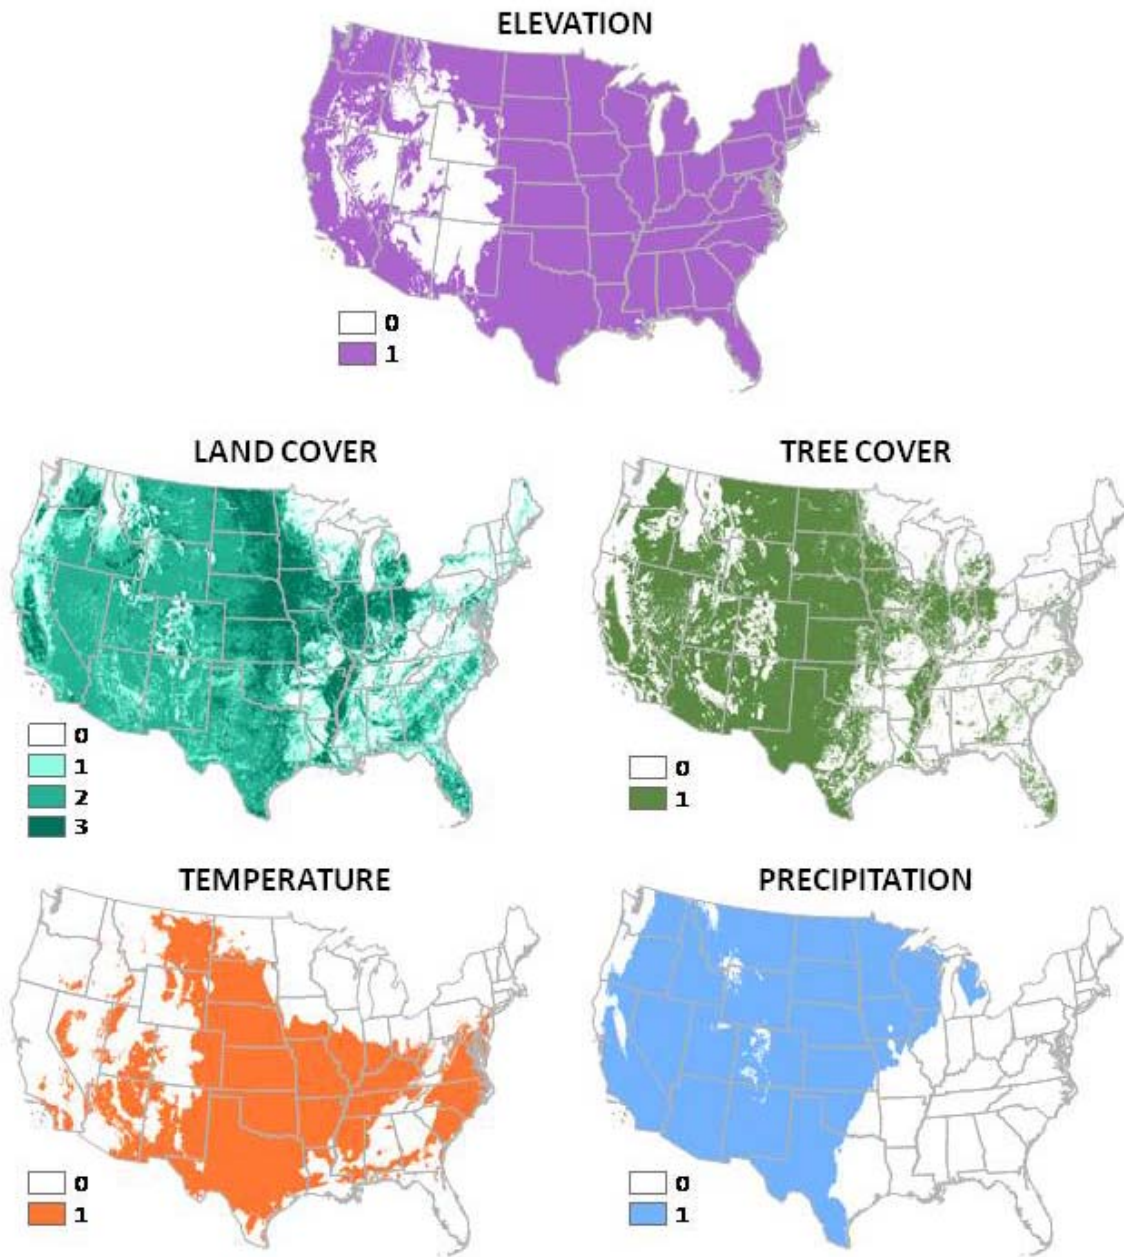 ELEVATION
0
1
LAND COVER
0
1
2
3
TREE COVER
0
1
TEMPERATURE
0
1
PRECIPITATION
0
1